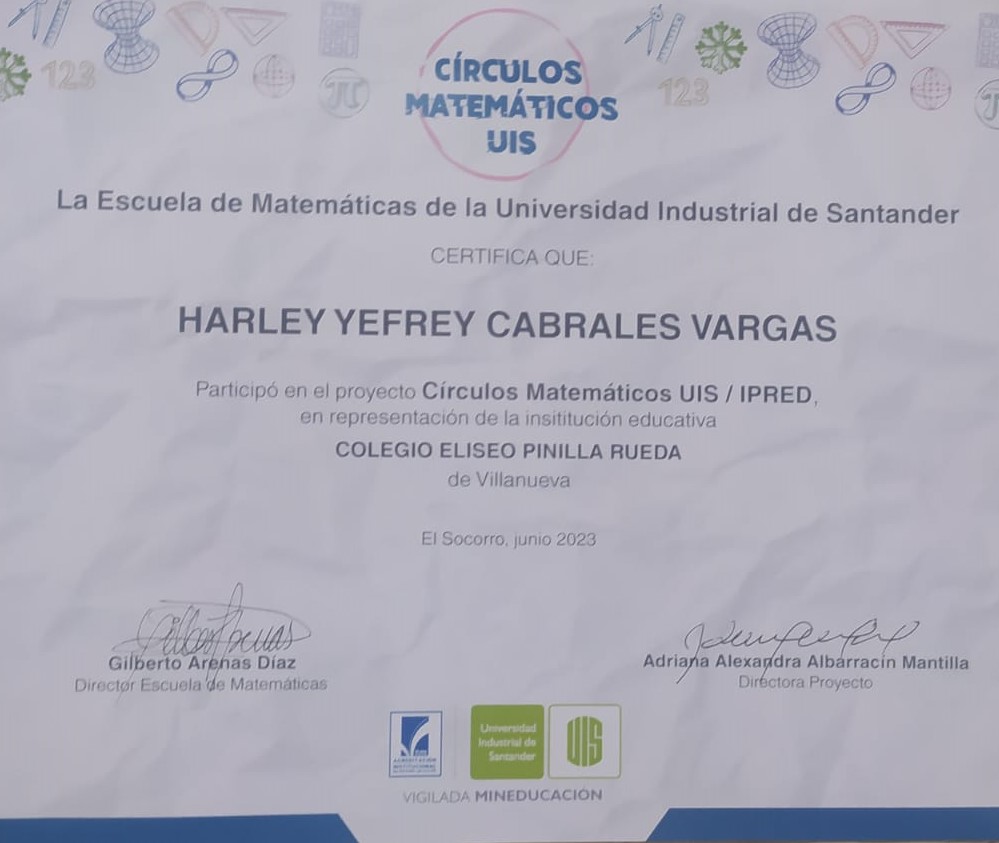 123
π
CÍRCULOS
MATEMÁTICOS
UIS
123
π
La Escuela de Matemáticas de la Universidad Industrial de Santander
CERTIFICA QUE:
HARLEY YEFREY CABRALES VARGAS
Participó en el proyecto Círculos Matemáticos UIS / IPRED,
en representación de la insititución educativa
COLEGIO ELISEO PINILLA RUEDA
de Villanueva
El Socorro, junio 2023
Gilberto Arenas Díaz
Director Escuela de Matemáticas
Adriana Alexandra Albarracín Mantilla
Directora Proyecto
ACREDITACIÓN
INSTITUCIONAL
Universidad
Industrial de
Santander
UIS
VIGILADA MINEDUCACIÓN